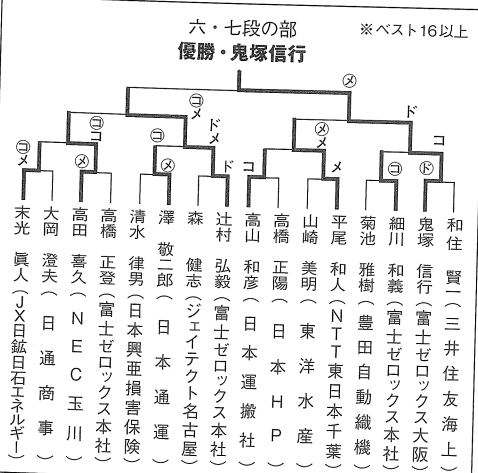 六・七段の部
優勝・鬼塚信行
※ベスト16以上
㋱
ド
㋙メ
㋙コ
㋙
ドメ
㋱メ
コ
㋙メ
㋱
㋱
ド
コ
メ
㋙
㋣
末光 眞人(JX日鉱日石エネルギー)
大岡 澄夫(日通商事)
高田 喜久(NEC玉川)
高橋 正登(富士ゼロックス本社)
清水 律男(日本興亜損害保険)
澤 敬二郎(日本通運)
森 健志(ジェイテクト名古屋)
辻村 弘毅(富士ゼロックス本社)
高山 和彦(日本運搬社)
高橋 正陽(日本HP)
山崎 美明(東洋水産)
平尾 和人(NTT東日本千葉)
菊池 雅樹(豊田自動織機)
細川 和義(富士ゼロックス本社)
鬼塚 信行(富士ゼロックス大阪)
和住 賢一(三井住友海上)